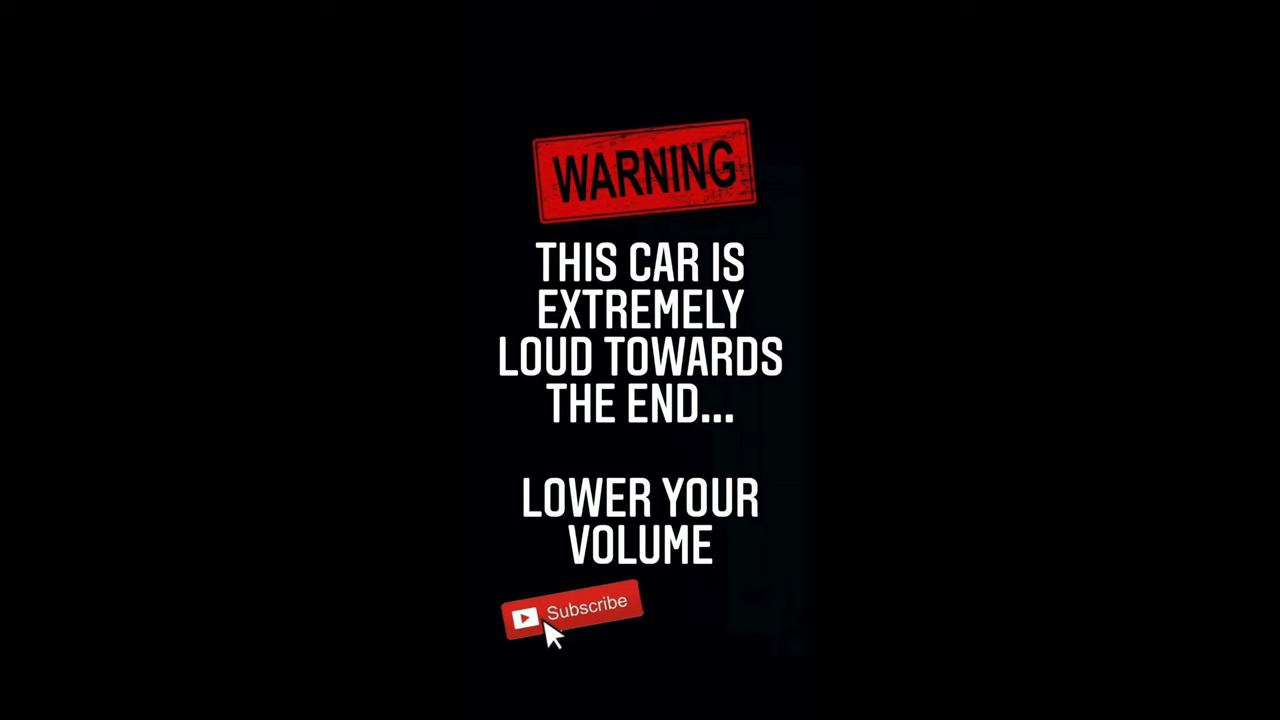 WARNING
THIS CAR IS
EXTREMELY
LOUD TOWARDS
THE END...
LOWER YOUR
VOLUME
Subscribe